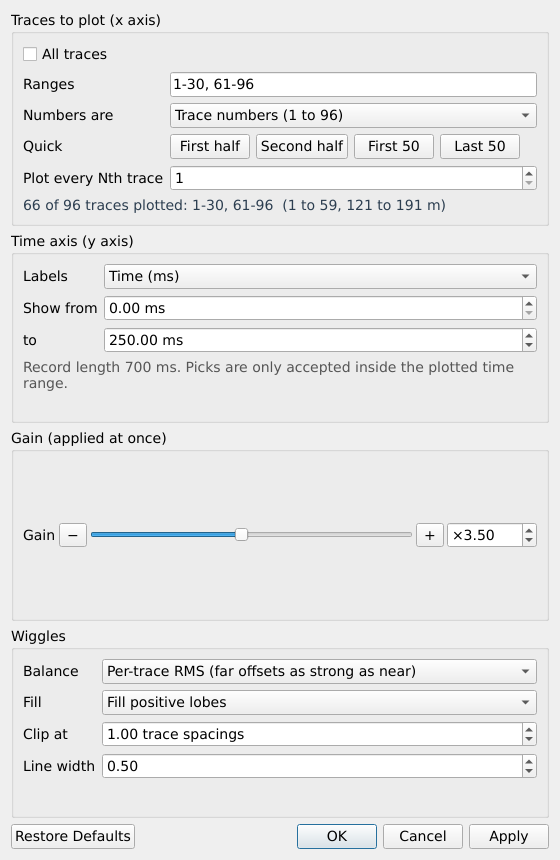 Traces to plot (x axis)
All traces
Ranges 1-30, 61-96
Numbers are Trace numbers (1 to 96)
Quick First half Second half First 50 Last 50
Plot every Nth trace 1
66 of 96 traces plotted: 1-30, 61-96 (1 to 59, 121 to 191 m)
Time axis (y axis)
Labels Time (ms)
Show from 0.00 ms
to 250.00 ms
Record length 700 ms. Picks are only accepted inside the plotted time
range.
Gain (applied at once)
Gain − + ×3.50
Wiggles
Balance Per-trace RMS (far offsets as strong as near)
Fill Fill positive lobes
Clip at 1.00 trace spacings
Line width 0.50
Restore Defaults OK Cancel Apply